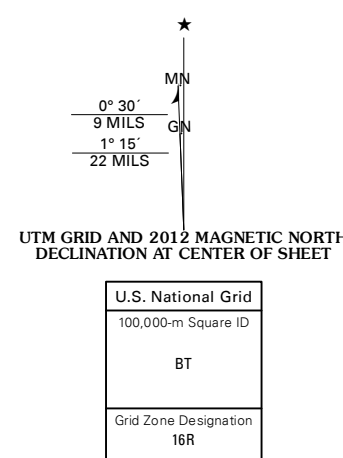 ★
MN
0° 30´
9 MILS
GN
1° 15´
22 MILS
UTM GRID AND 2012 MAGNETIC NORTH
DECLINATION AT CENTER OF SHEET
U.S. National Grid
100,000-m Square ID
BT
Grid Zone Designation
16R